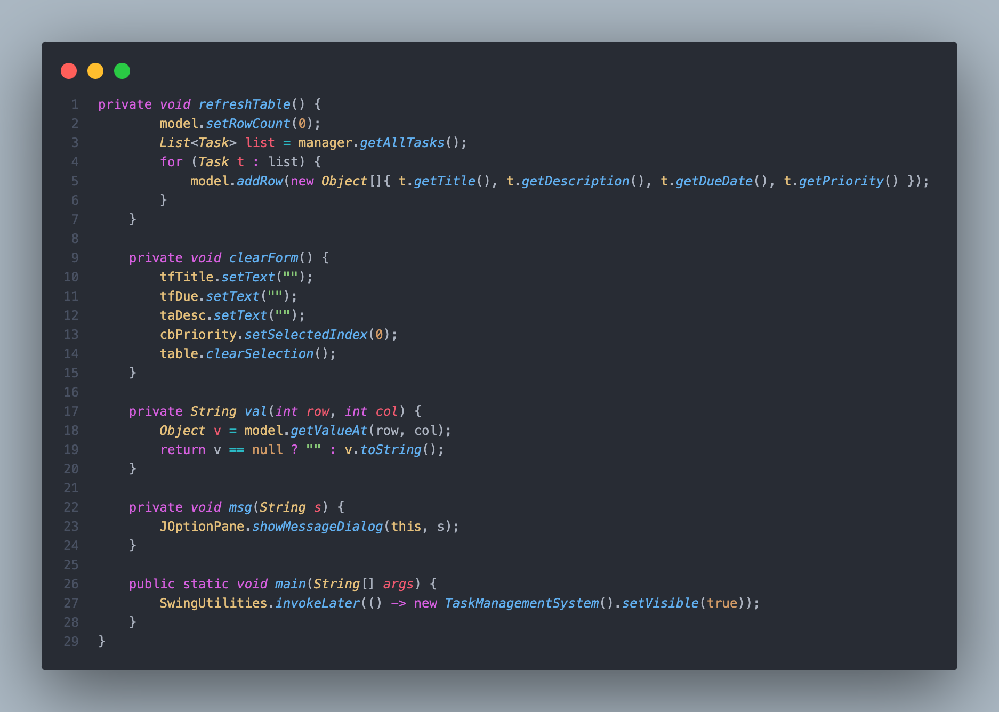 1 private void refreshTable() {
2         model.setRowCount(0);
3         List<Task> list = manager.getAllTasks();
4         for (Task t : list) {
5             model.addRow(new Object[]{ t.getTitle(), t.getDescription(), t.getDueDate(), t.getPriority() });
6         }
7     }
8
9     private void clearForm() {
10         tfTitle.setText("");
11         tfDue.setText("");
12         taDesc.setText("");
13         cbPriority.setSelectedIndex(0);
14         table.clearSelection();
15     }
16
17     private String val(int row, int col) {
18         Object v = model.getValueAt(row, col);
19         return v == null ? "" : v.toString();
20     }
21
22     private void msg(String s) {
23         JOptionPane.showMessageDialog(this, s);
24     }
25
26     public static void main(String[] args) {
27         SwingUtilities.invokeLater(() -> new TaskManagementSystem().setVisible(true));
28     }
29 }